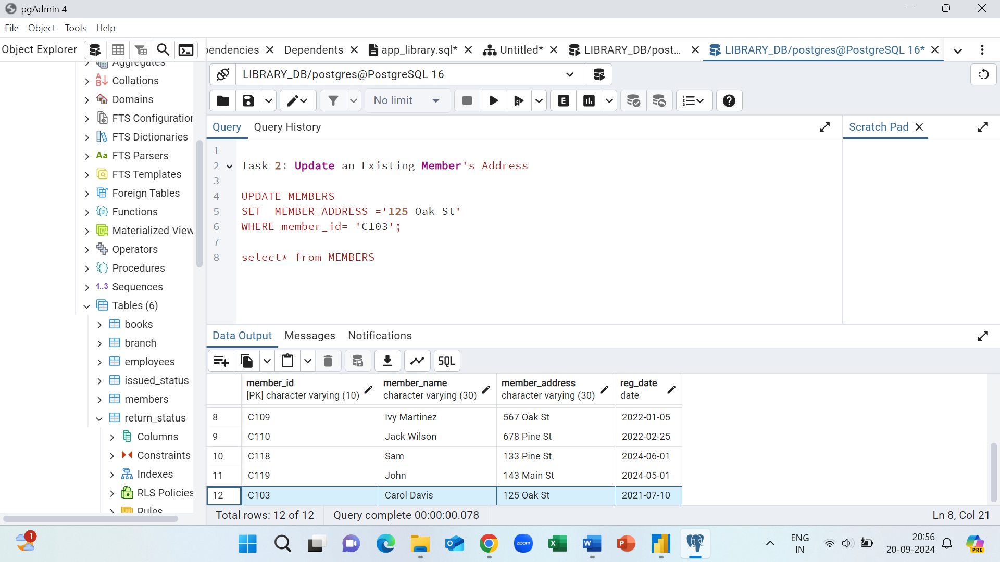 pgAdmin 4
File Object Tools Help
Object Explorer
pendencies Dependents app_library.sql* Untitled* LIBRARY_DB/post... LIBRARY_DB/postgres@PostgreSQL 16*
LIBRARY_DB/postgres@PostgreSQL 16
No limit
E
Query Query History
Scratch Pad
Aggregates
Collations
Domains
FTS Configuration
FTS Dictionaries
Aa FTS Parsers
FTS Templates
Foreign Tables
Functions
Materialized View
Operators
Procedures
1..3 Sequences
Tables (6)
books
branch
employees
issued_status
members
return_status
Columns
Constraints
Indexes
RLS Policies
Rules
1
2 Task 2: Update an Existing Member's Address
3
4 UPDATE MEMBERS
5 SET MEMBER_ADDRESS ='125 Oak St'
6 WHERE member_id= 'C103';
7
8 select* from MEMBERS
Data Output Messages Notifications
SQL
member_id member_name member_address reg_date
[PK] character varying (10) character varying (30) character varying (30) date
8 C109 Ivy Martinez 567 Oak St 2022-01-05
9 C110 Jack Wilson 678 Pine St 2022-02-25
10 C118 Sam 133 Pine St 2024-06-01
11 C119 John 143 Main St 2024-05-01
12 C103 Carol Davis 125 Oak St 2021-07-10
Total rows: 12 of 12 Query complete 00:00:00.078 Ln 8, Col 21
1
zoom
ENG
IN
20:56
20-09-2024
PRE